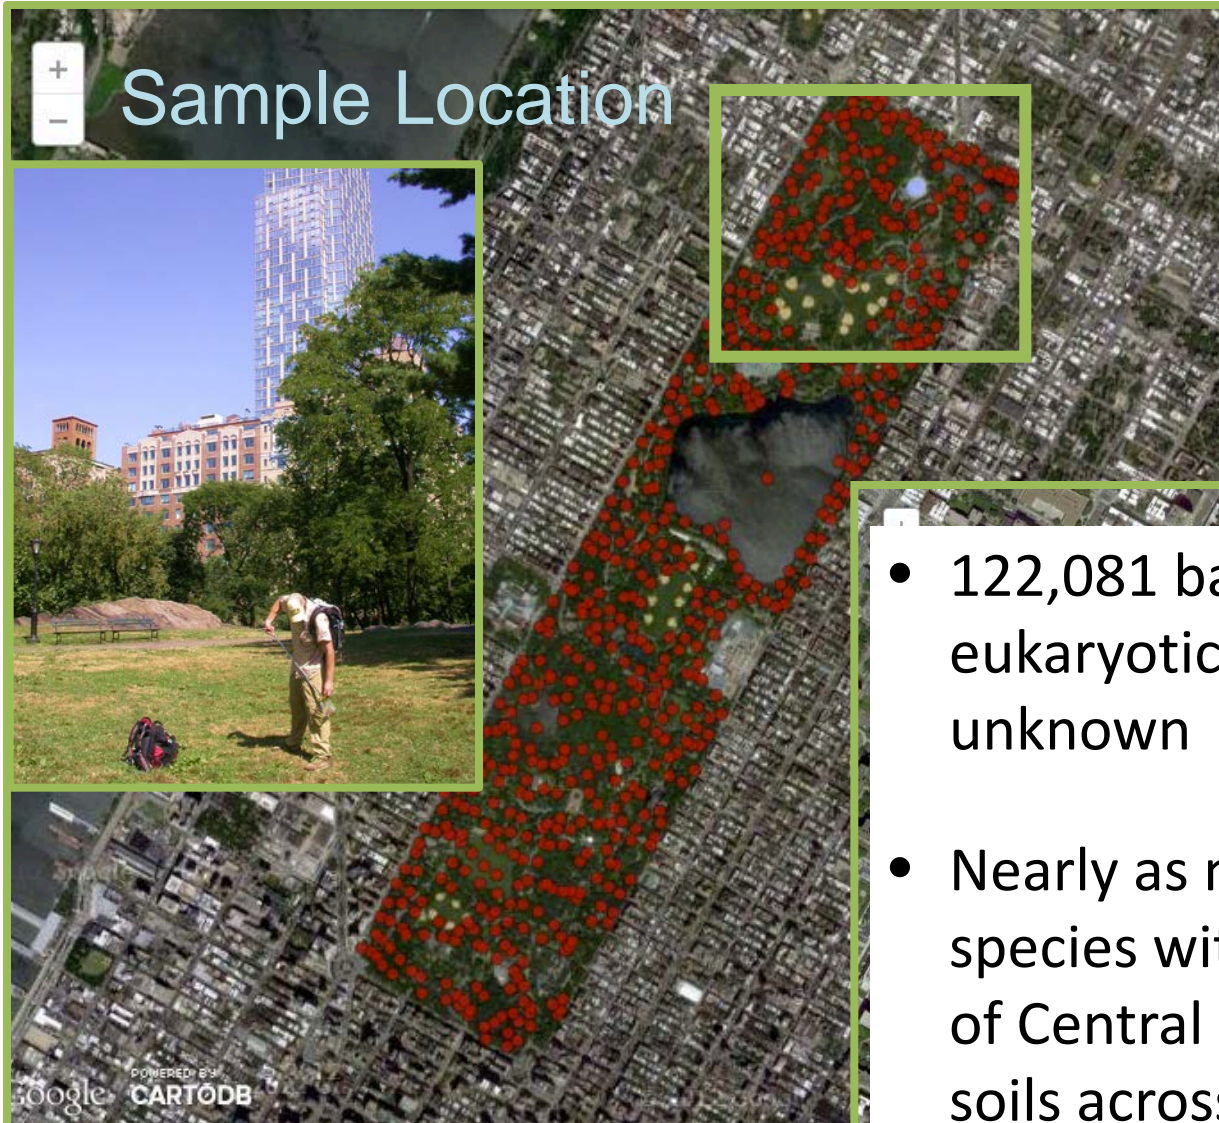 Sample Location
• 122,081 ba
eukaryotic
unknown
• Nearly as
species wit
of Central
soils across
POWERED BY
Google CARTODB